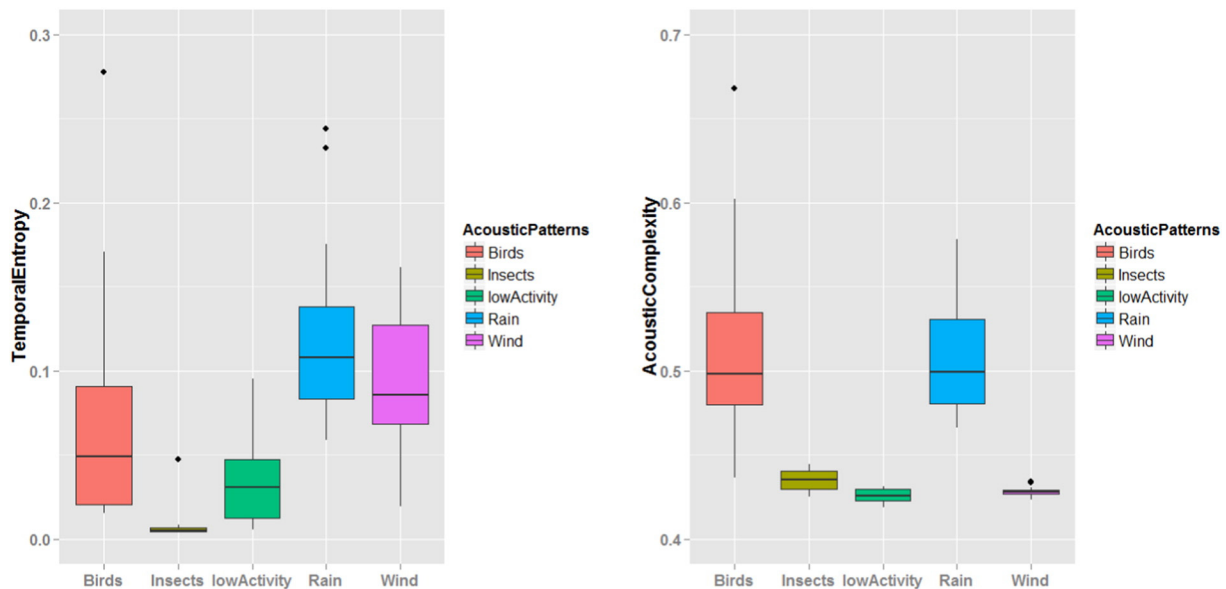 TemporalEntropy
0.3
0.2
0.1
0.0
Birds Insects lowActivity Rain Wind
AcousticPatterns
Birds
Insects
lowActivity
Rain
Wind
AcousticComplexity
0.7
0.6
0.5
0.4
Birds Insects lowActivity Rain Wind
AcousticPatterns
Birds
Insects
lowActivity
Rain
Wind